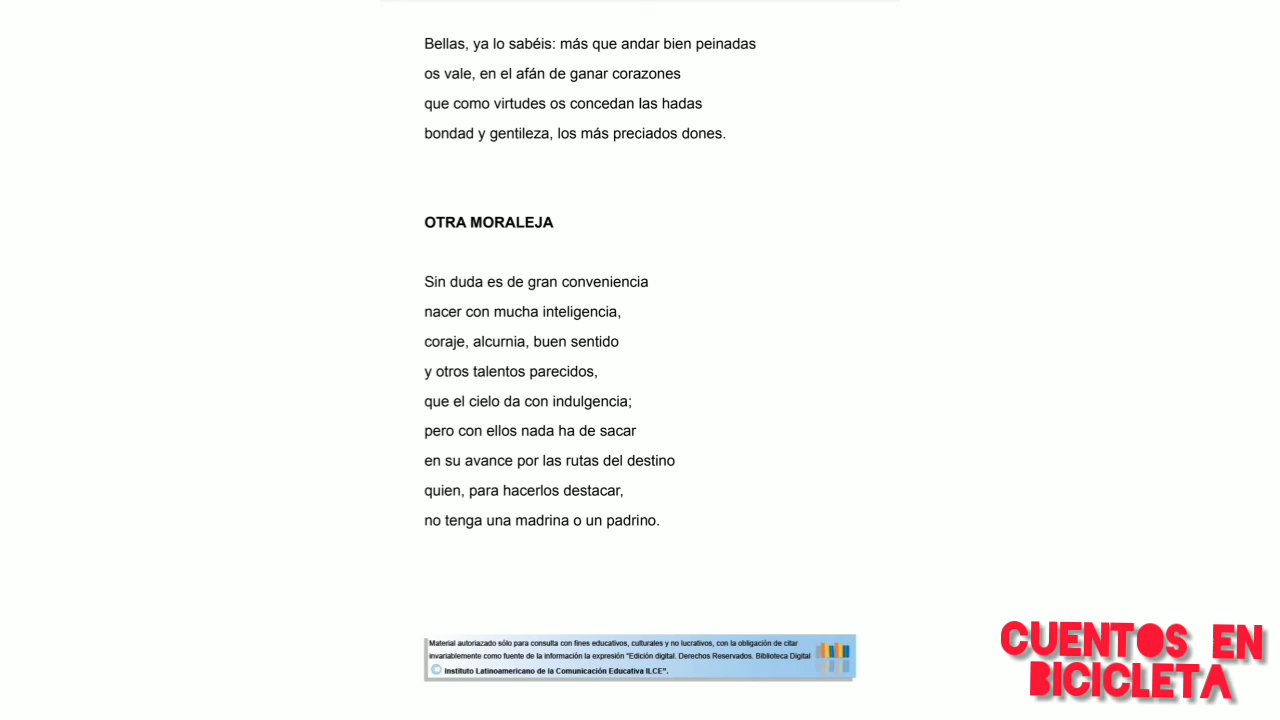 Bellas, ya lo sabéis: más que andar bien peinadas
os vale, en el afán de ganar corazones
que como virtudes os concedan las hadas
bondad y gentileza, los más preciados dones.
OTRA MORALEJA
Sin duda es de gran conveniencia
nacer con mucha inteligencia,
coraje, alcurnia, buen sentido
y otros talentos parecidos,
que el cielo da con indulgencia;
pero con ellos nada ha de sacar
en su avance por las rutas del destino
quien, para hacerlos destacar,
no tenga una madrina o un padrino.
Material autoriazado sólo para consulta con fines educativos, culturales y no lucrativos, con la obligación de citar
invariablemente como fuente de la información la expresión "Edición digital. Derechos Reservados. Biblioteca Digital
© Instituto Latinoamericano de la Comunicación Educativa ILCE".
CUENTOS EN
BICICLETA